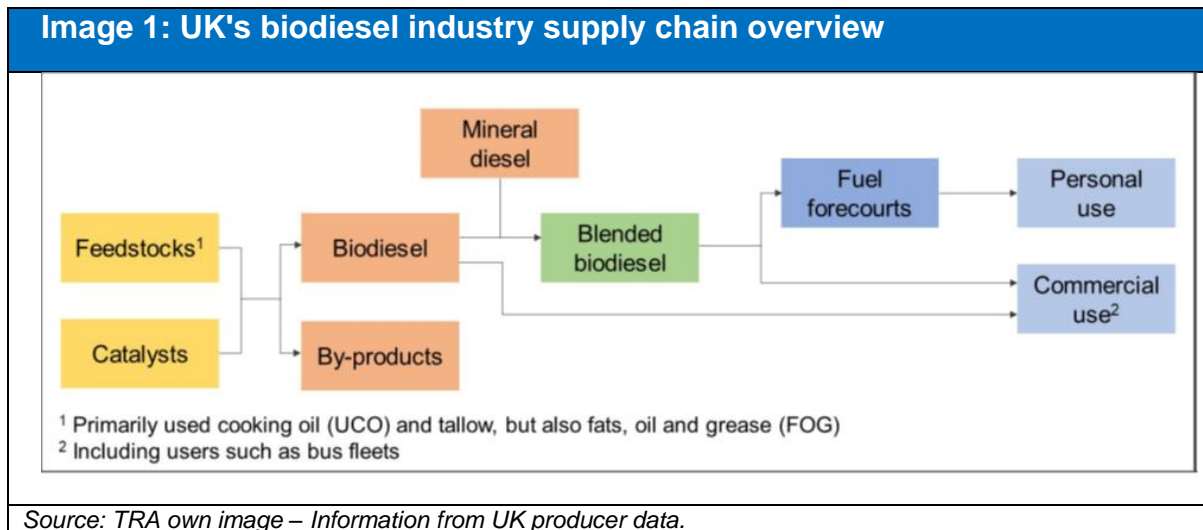 Image 1: UK's biodiesel industry supply chain overview
Mineral
diesel
Fuel
forecourts
Personal
use
Feedstocks¹
Biodiesel
Blended
biodiesel
Commercial
use²
Catalysts
By-products
¹ Primarily used cooking oil (UCO) and tallow, but also fats, oil and grease (FOG)
² Including users such as bus fleets
Source: TRA own image – Information from UK producer data.